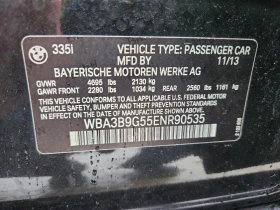 335i VEHICLE TYPE: PASSENGER CAR
MFD BY 11/13
BAYERISCHE MOTOREN WERKE AG
GVWR 4695 lbs 2130 kg
GAWR FRONT 2280 lbs 1034 kg REAR 2560 lbs 1161 kg
THIS VEHICLE CONFORMS TO ALL APPLICABLE U.S. FEDERAL MOTOR
VEHICLE SAFETY, BUMPER, AND THEFT PREVENTION STANDARDS IN
EFFECT ON THE DATE OF MANUFACTURE SHOWN ABOVE.
WBA3B9G55ENR90535